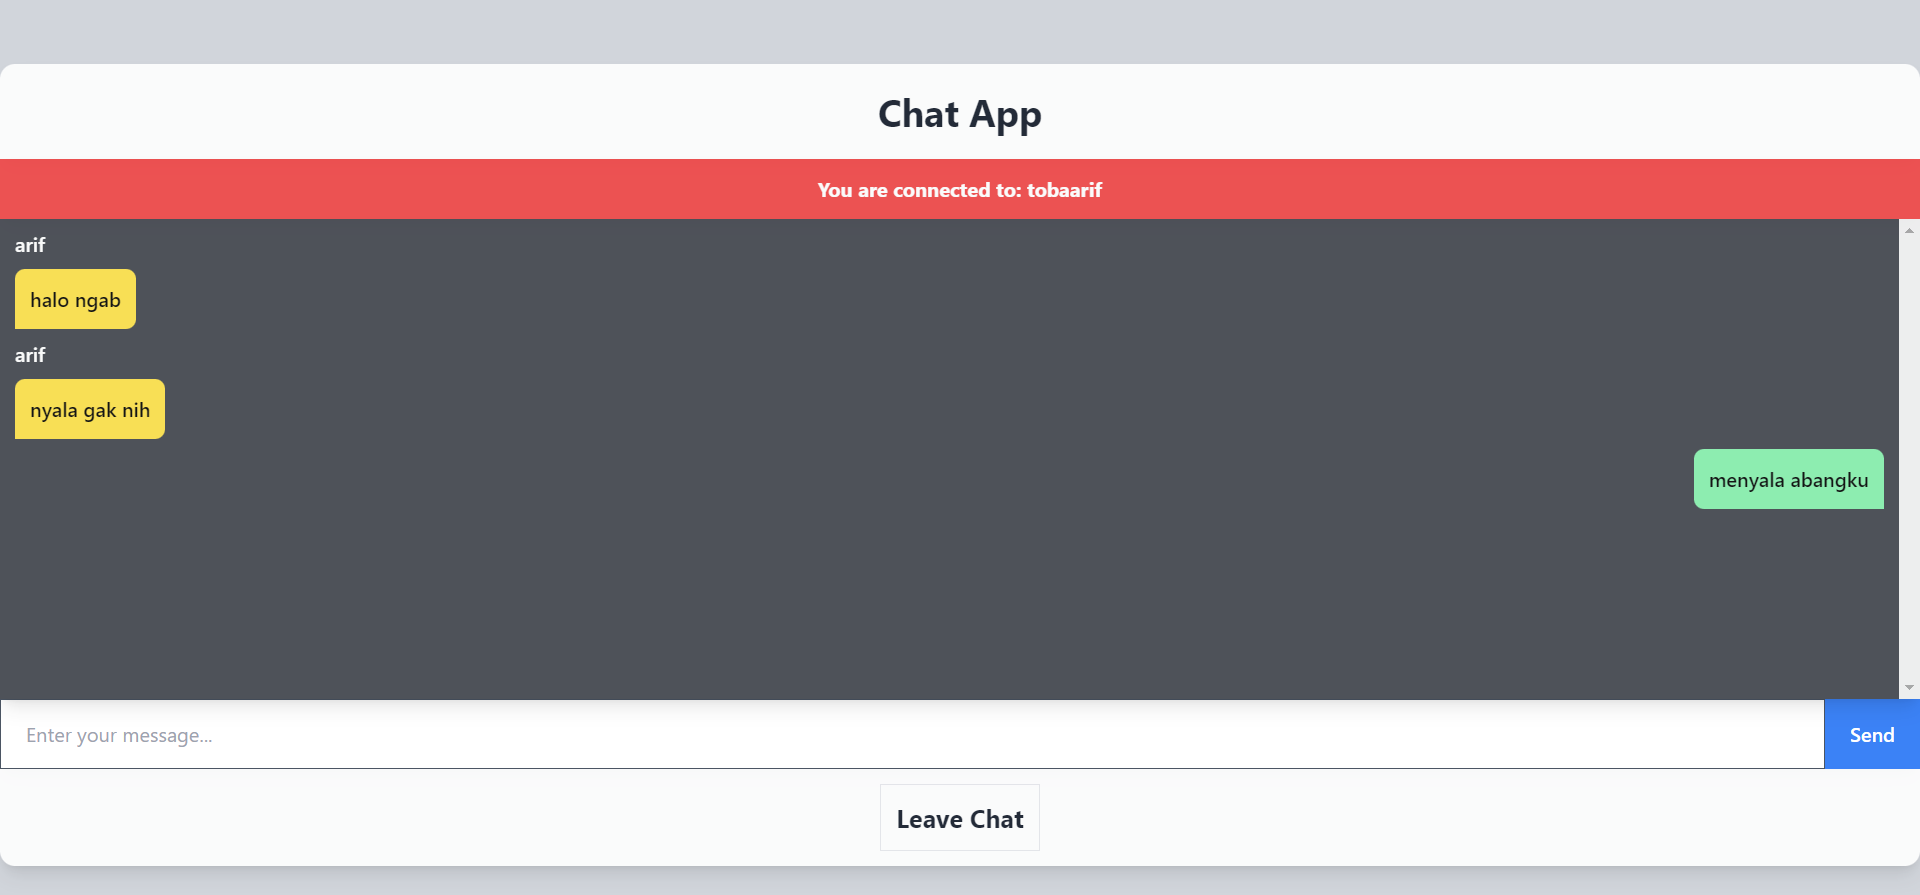 Chat App
You are connected to: tobaarif
arif
halo ngab
arif
nyala gak nih
menyala abangku
Enter your message...
Send
Leave Chat